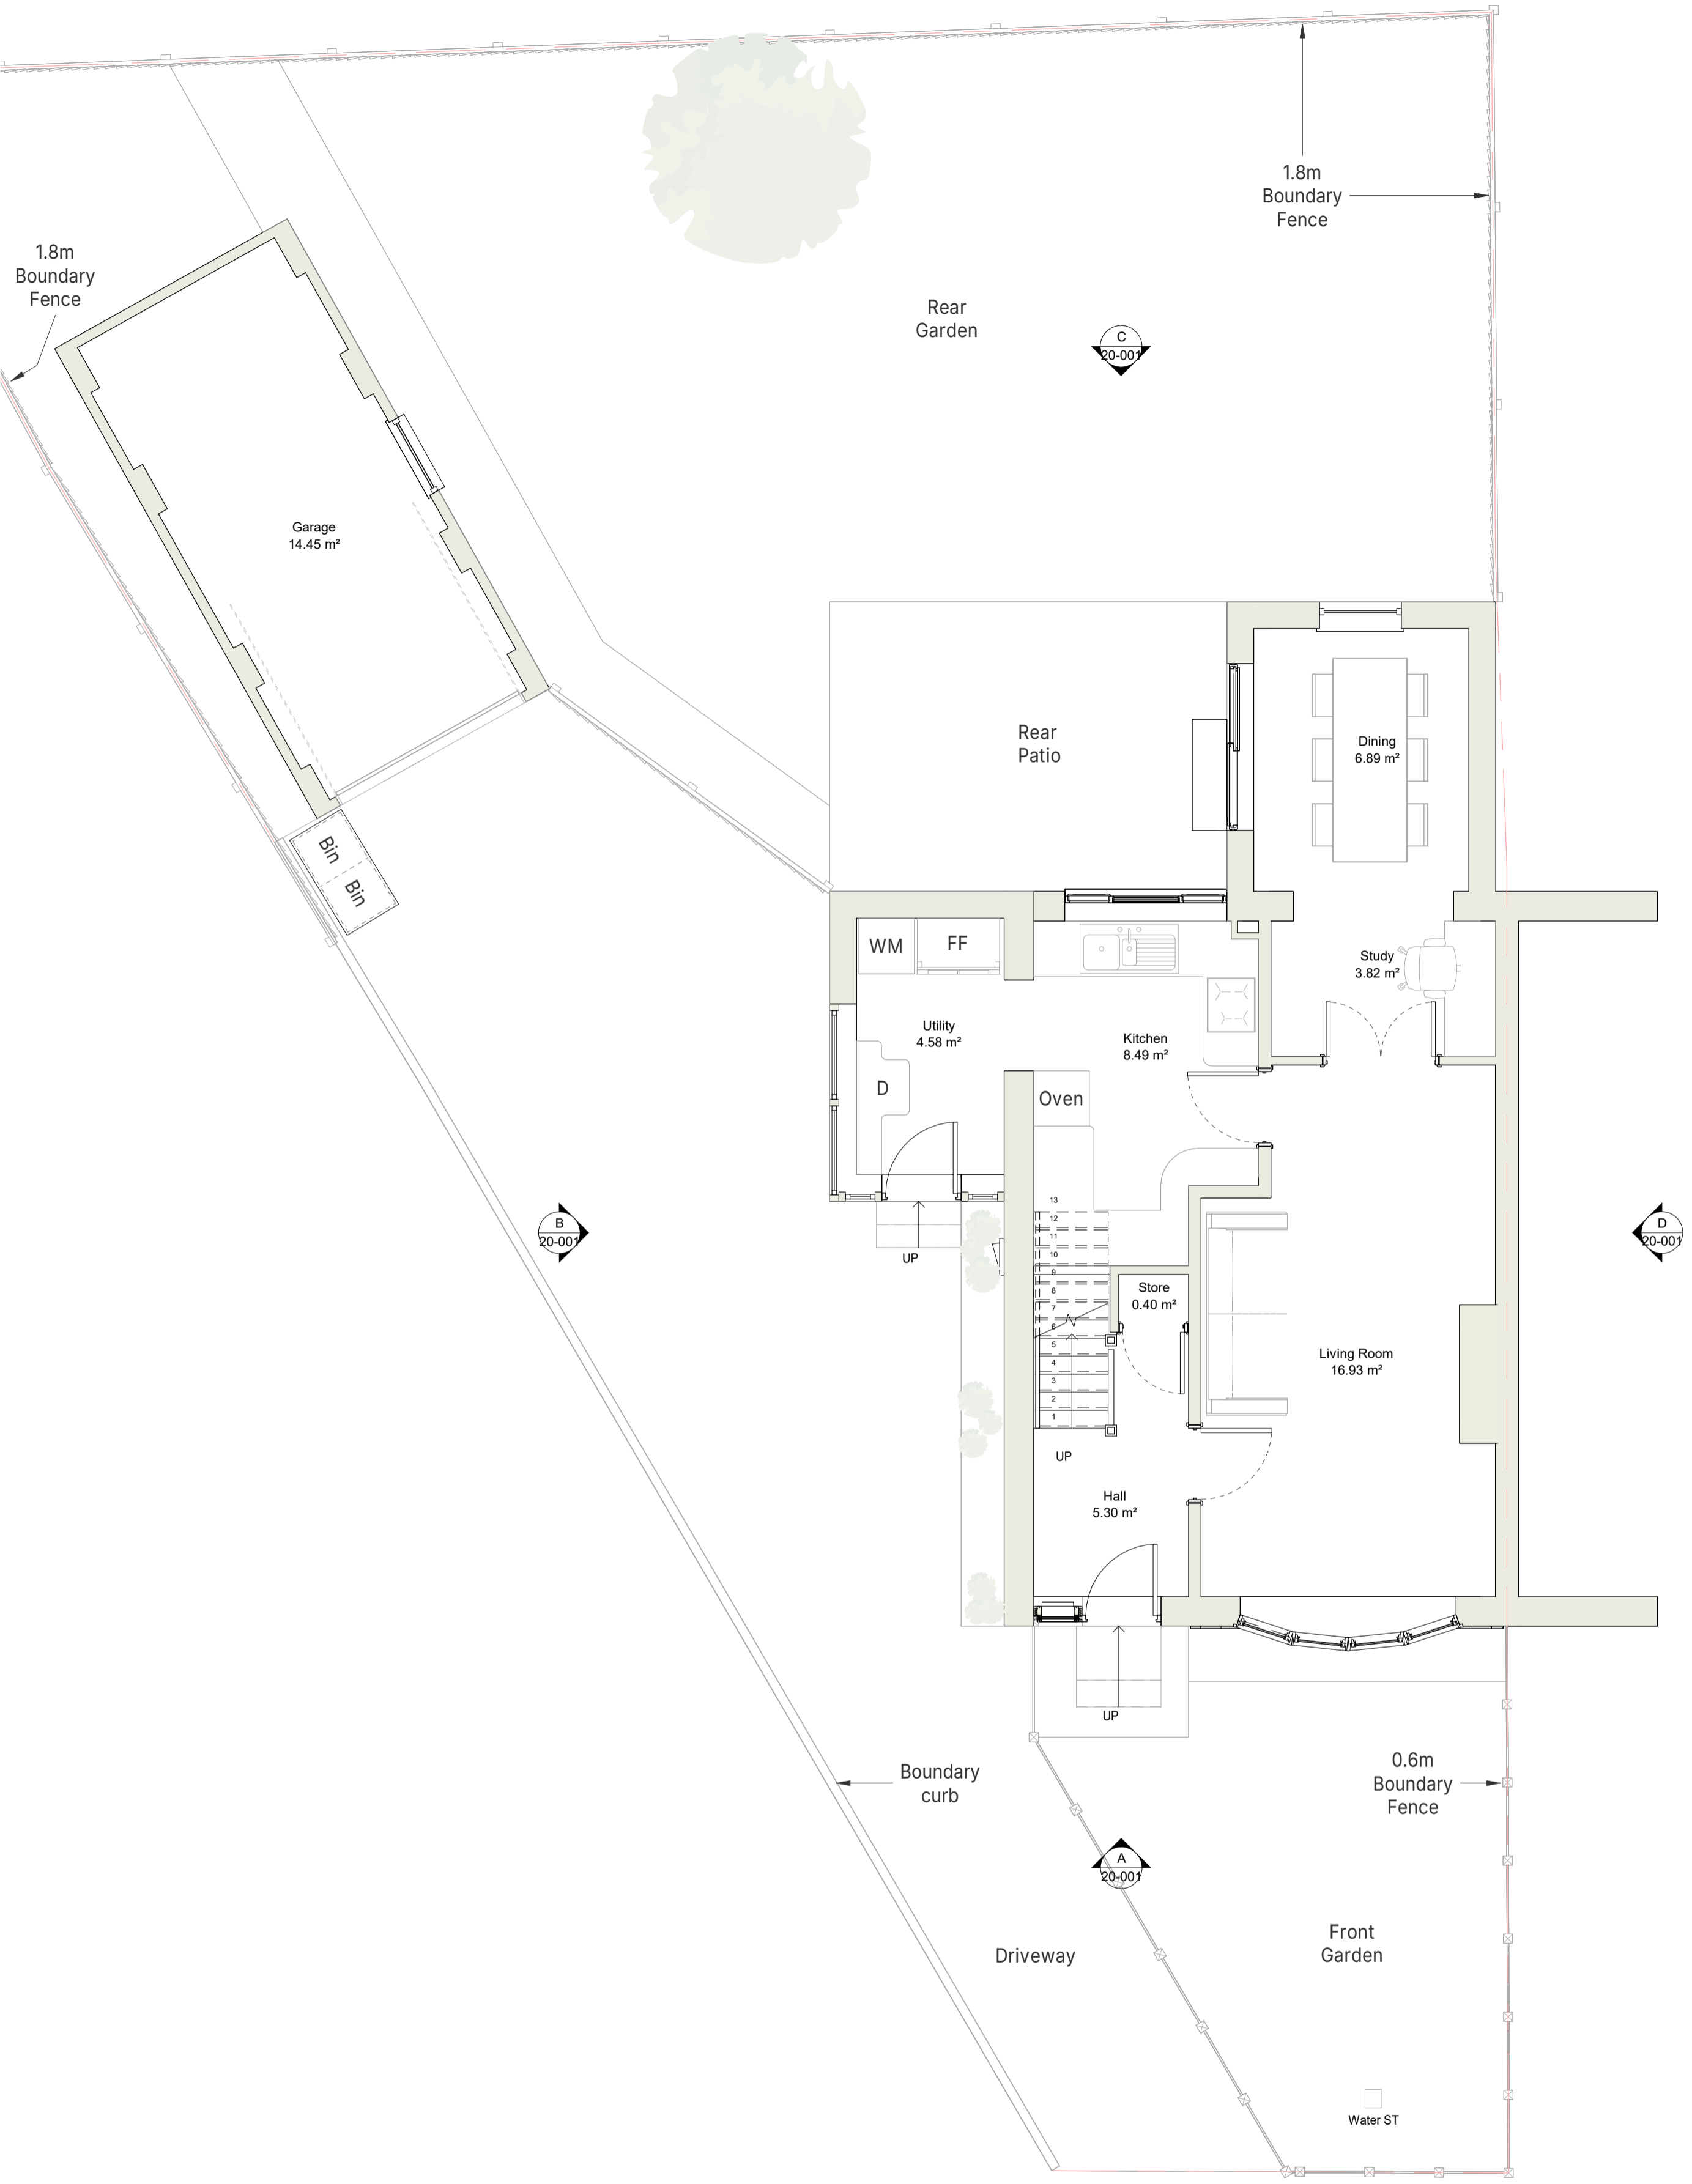 1.8m
Boundary
Fence
1.8m
Boundary
Fence
Rear
Garden
C
20-001
Garage
14.45 m²
Rear
Patio
Dining
6.89 m²
Bin
Bin
WM
FF
Study
3.82 m²
Utility
4.58 m²
Kitchen
8.49 m²
D
Oven
B
20-001
D
20-001
UP
13
12
11
10
9
8
7
6
5
4
3
2
1
Store
0.40 m²
Living Room
16.93 m²
UP
Hall
5.30 m²
UP
Boundary
curb
0.6m
Boundary
Fence
A
20-001
Driveway
Front
Garden
Water ST